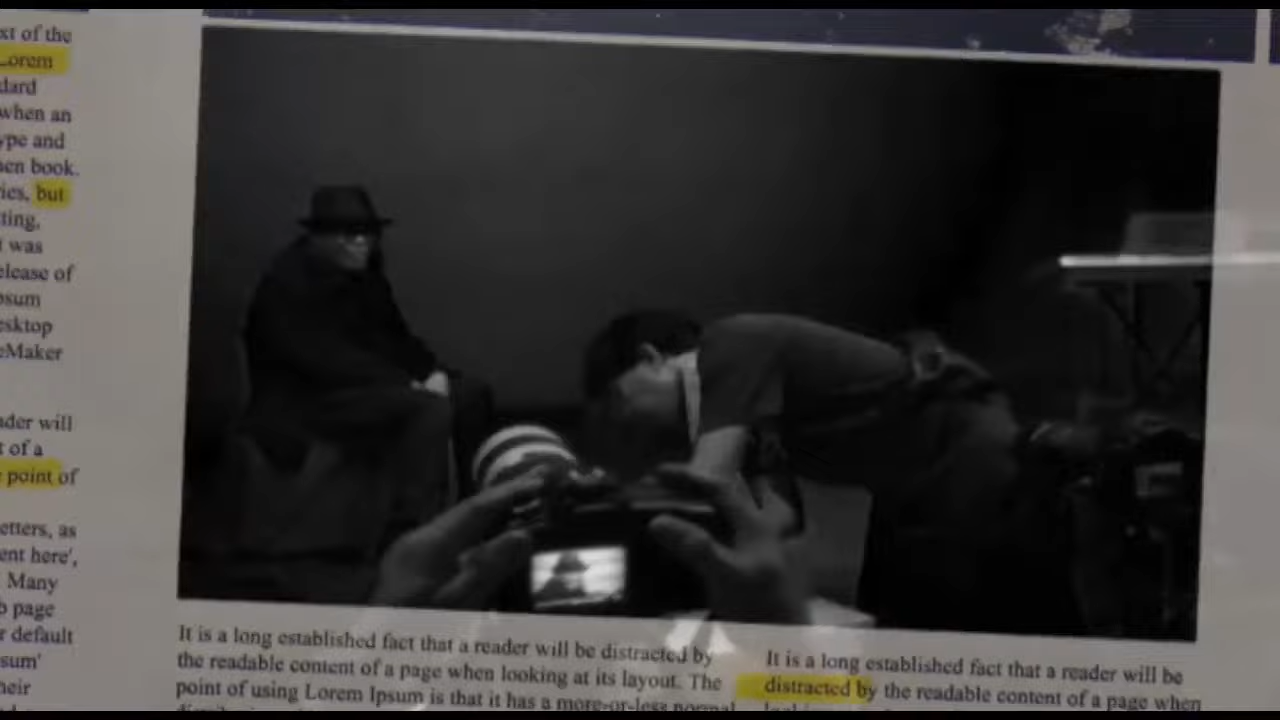 xt of the
Lorem
dard
when an
ype and
men book.
ries, but
tting,
t was
elease of
psum
esktop
eMaker
ader will
t of a
point of
etters, as
ent here',
Many
b page
r default
sum'
heir
It is a long established fact that a reader will be distracted by
the readable content of a page when looking at its layout. The
point of using Lorem Ipsum is that it has a more-or-less normal
It is a long established fact that a reader will be
distracted by the readable content of a page when